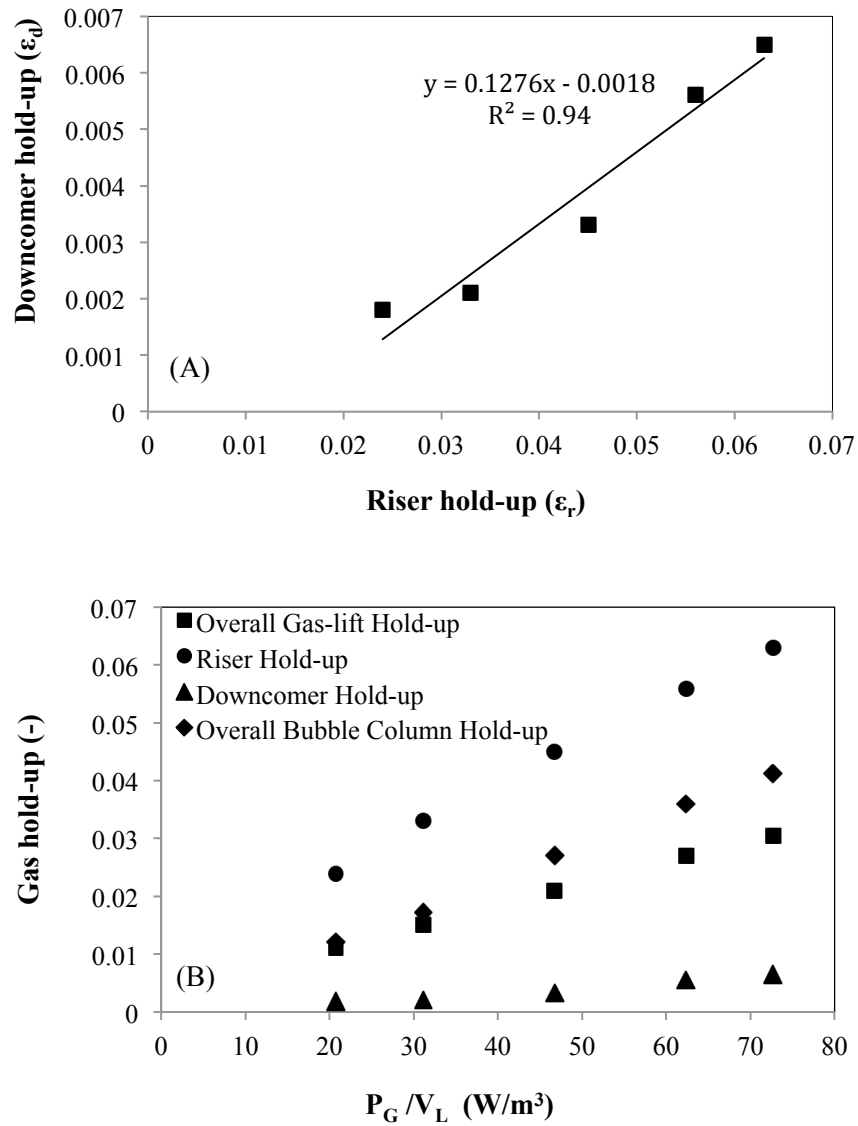 0.007
0.006
0.005
0.004
0.003
0.002
0.001
0
Downcomer hold-up (εd)
y = 0.1276x - 0.0018
R² = 0.94
(A)
0 0.01 0.02 0.03 0.04 0.05 0.06 0.07
Riser hold-up (εr)
0.07
0.06
0.05
0.04
0.03
0.02
0.01
0
Gas hold-up (-)
Overall Gas-lift Hold-up
Riser Hold-up
Downcomer Hold-up
Overall Bubble Column Hold-up
(B)
0 10 20 30 40 50 60 70 80
PG /VL (W/m³)